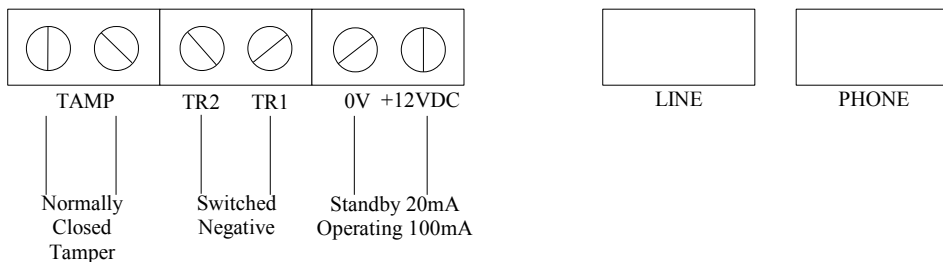 TAMP TR2 TR1 0V +12VDC LINE PHONE
Normally Switched Standby 20mA
Closed Negative Operating 100mA
Tamper